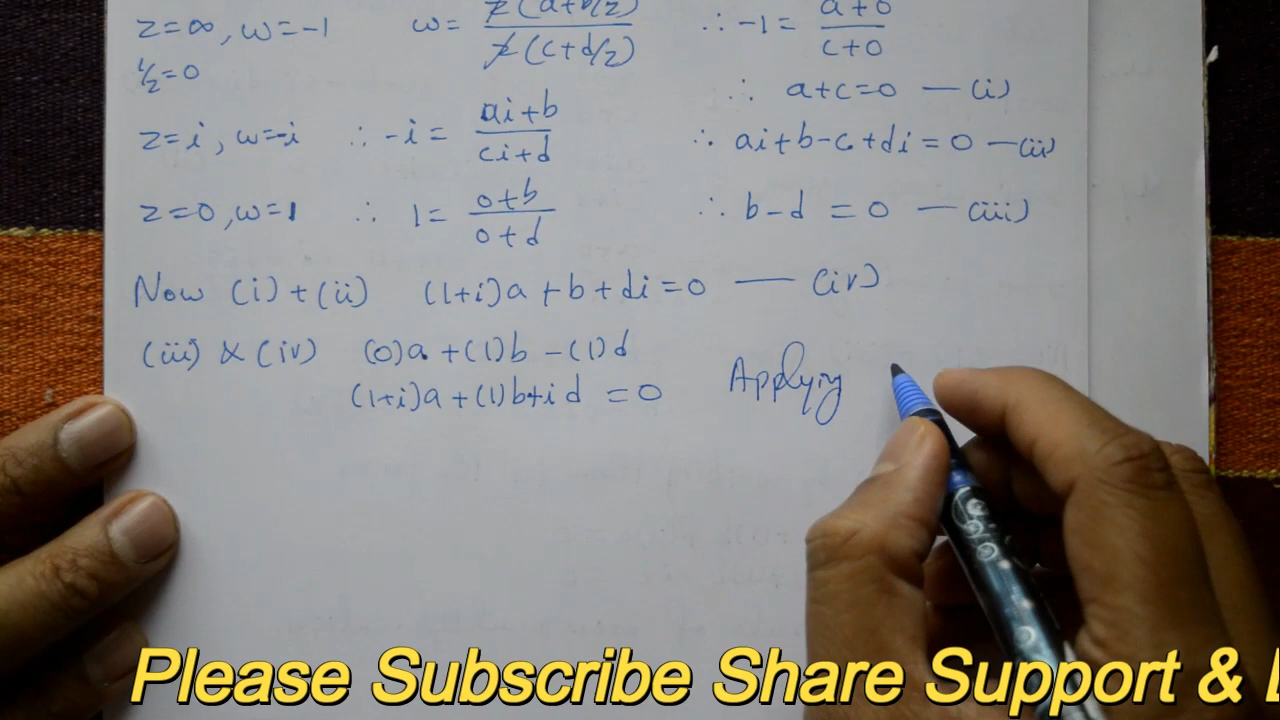 z=∞, w=-1 w= z(a+b/z) / z(c+d/z) ∴ -1 = a+0 / c+0
1/z=0
∴ a+c=0 — (i)
z=i, w=-i ∴ -i = ai+b / ci+d ∴ ai+b-c+di=0 — (ii)
z=0, w=1 ∴ 1= 0+b / 0+d ∴ b-d = 0 — (iii)
Now (i)+(ii) (1+i)a+b+di=0 — (iv)
(iii) & (iv) (0)a+(1)b-(1)d
(1+i)a+(1)b+id = 0 Applying
Please Subscribe Share Support &